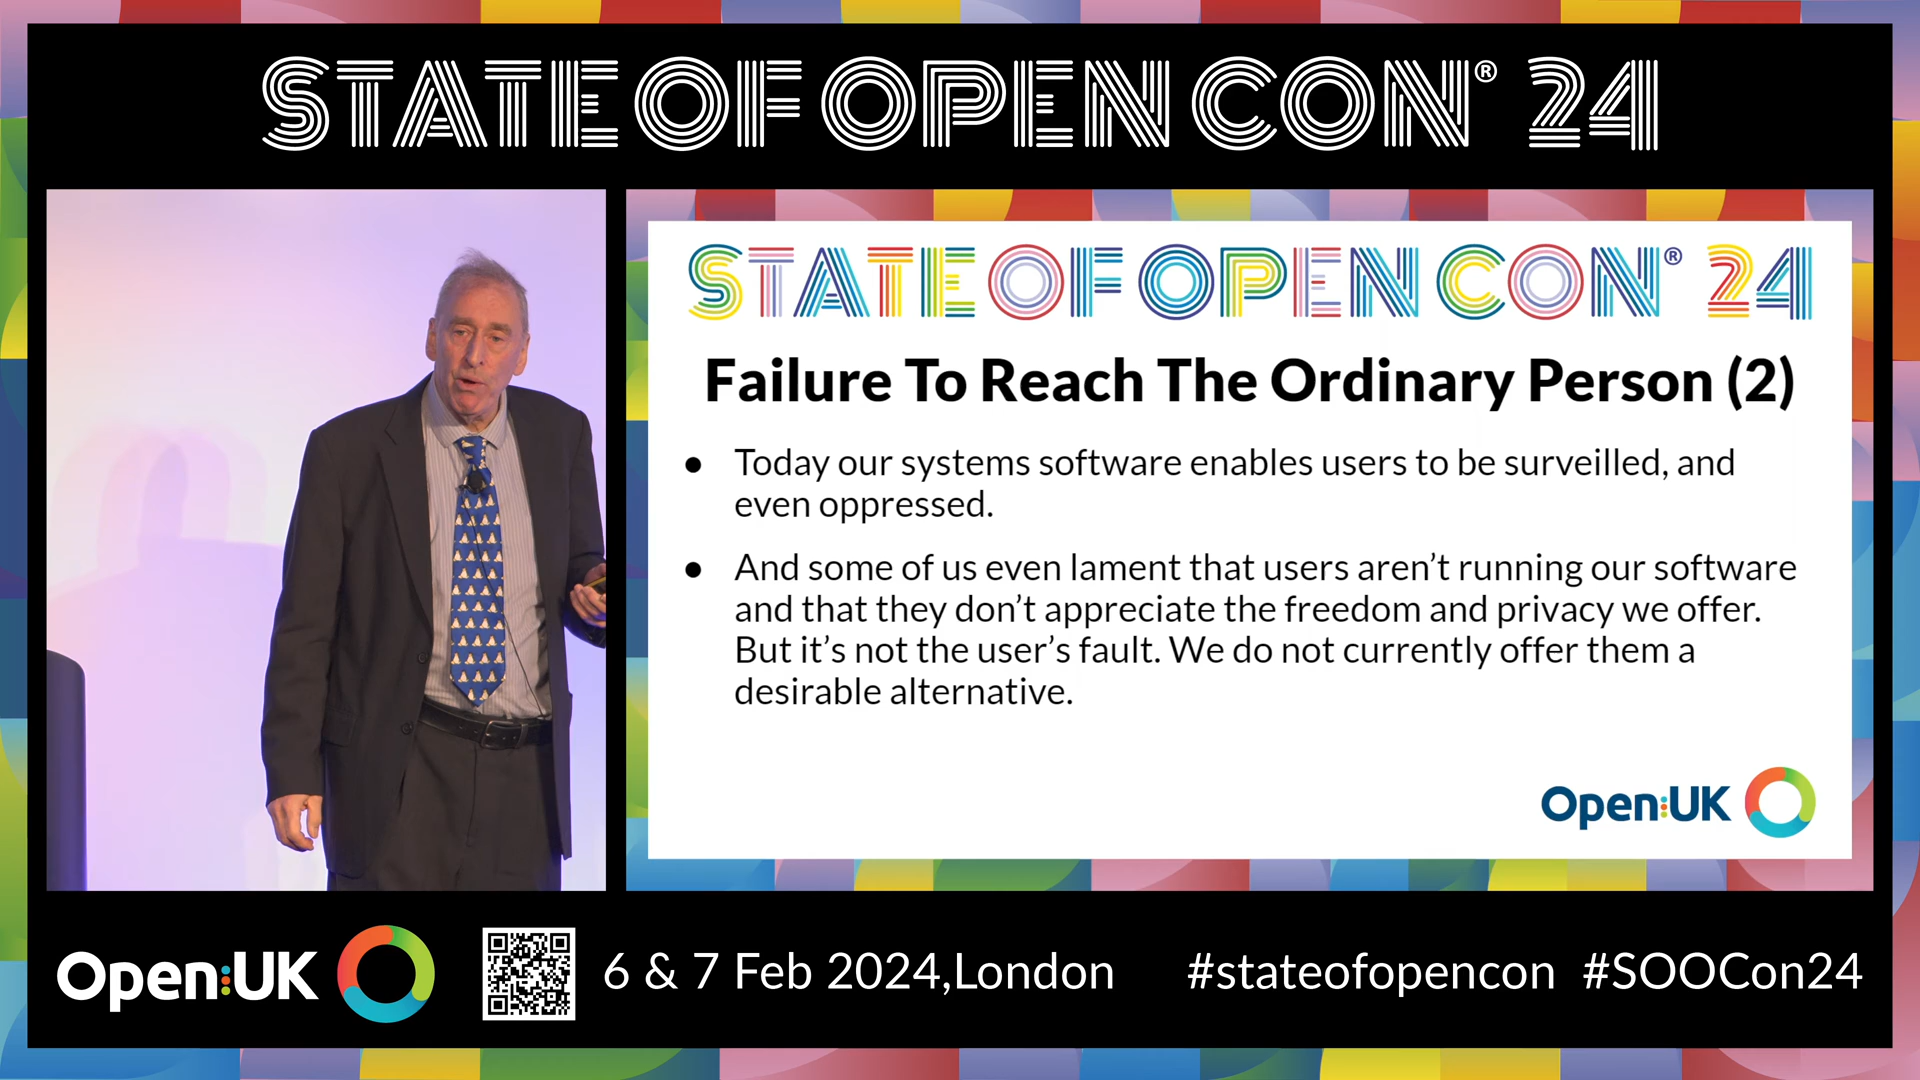 STATE OF OPEN CON® 24
STATE OF OPEN CON® 24
Failure To Reach The Ordinary Person (2)
● Today our systems software enables users to be surveilled, and
even oppressed.
● And some of us even lament that users aren’t running our software
and that they don’t appreciate the freedom and privacy we offer.
But it’s not the user’s fault. We do not currently offer them a
desirable alternative.
Open:UK
Open:UK
6 & 7 Feb 2024,London
#stateofopencon #SOOCon24